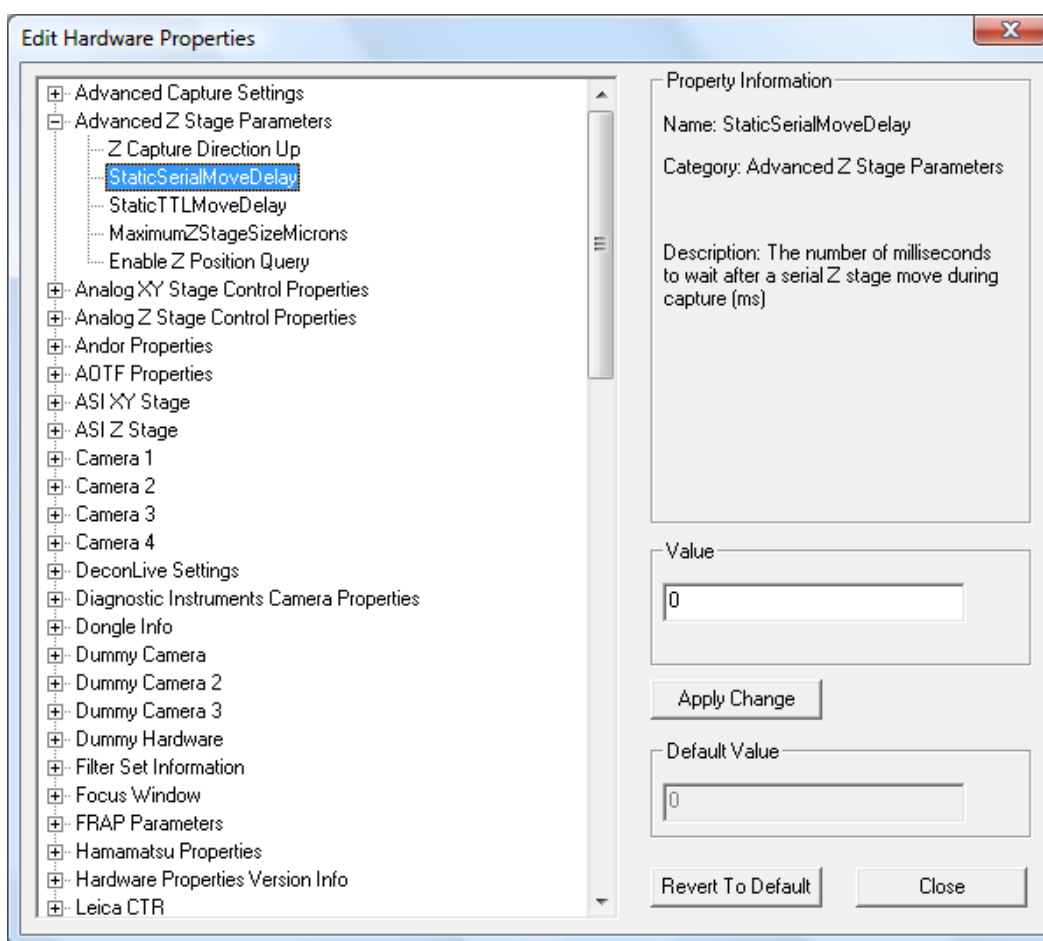 Edit Hardware Properties
Advanced Capture Settings
Advanced Z Stage Parameters
Z Capture Direction Up
StaticSerialMoveDelay
StaticTTLMoveDelay
MaximumZStageSizeMicrons
Enable Z Position Query
Analog XY Stage Control Properties
Analog Z Stage Control Properties
Andor Properties
AOTF Properties
ASI XY Stage
ASI Z Stage
Camera 1
Camera 2
Camera 3
Camera 4
DeconLive Settings
Diagnostic Instruments Camera Properties
Dongle Info
Dummy Camera
Dummy Camera 2
Dummy Camera 3
Dummy Hardware
Filter Set Information
Focus Window
FRAP Parameters
Hamamatsu Properties
Hardware Properties Version Info
Leica CTR
Property Information
Name: StaticSerialMoveDelay
Category: Advanced Z Stage Parameters
Description: The number of milliseconds
to wait after a serial Z stage move during
capture (ms)
Value
0
Apply Change
Default Value
0
Revert To Default
Close